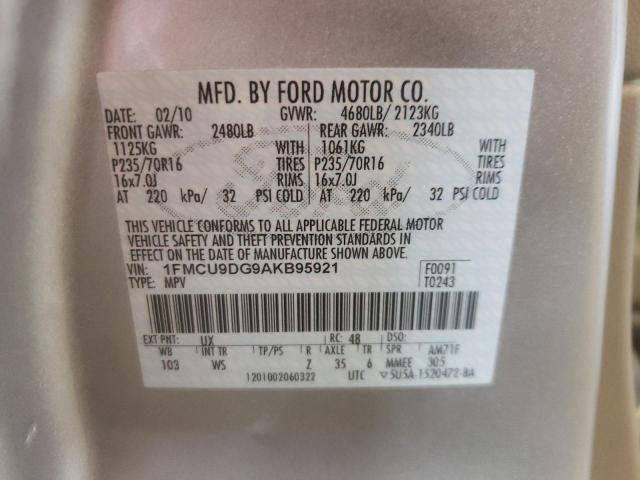 MFD. BY FORD MOTOR CO.
DATE: 02/10 GVWR: 4680LB/ 2123KG
FRONT GAWR: 2480LB REAR GAWR: 2340LB
1125KG WITH 1061KG WITH
P235/70R16 TIRES P235/70R16 TIRES
16x7.0J RIMS 16x7.0J RIMS
AT 220 kPa/ 32 PSI COLD AT 220 kPa/ 32 PSI COLD
THIS VEHICLE CONFORMS TO ALL APPLICABLE FEDERAL MOTOR
VEHICLE SAFETY AND THEFT PREVENTION STANDARDS IN
EFFECT ON THE DATE OF MANUFACTURE SHOWN ABOVE.
VIN: 1FMCU9DG9AKB95921 F0091
TYPE: MPV T0243
EXT PNT: UX RC: 48 DSO:
WB INT TR TP/PS R AXLE TR SPR AM71F
103 WS Z 35 6 MMEE 305
1201002060322 UTC ▽5U5A-1520472-BA